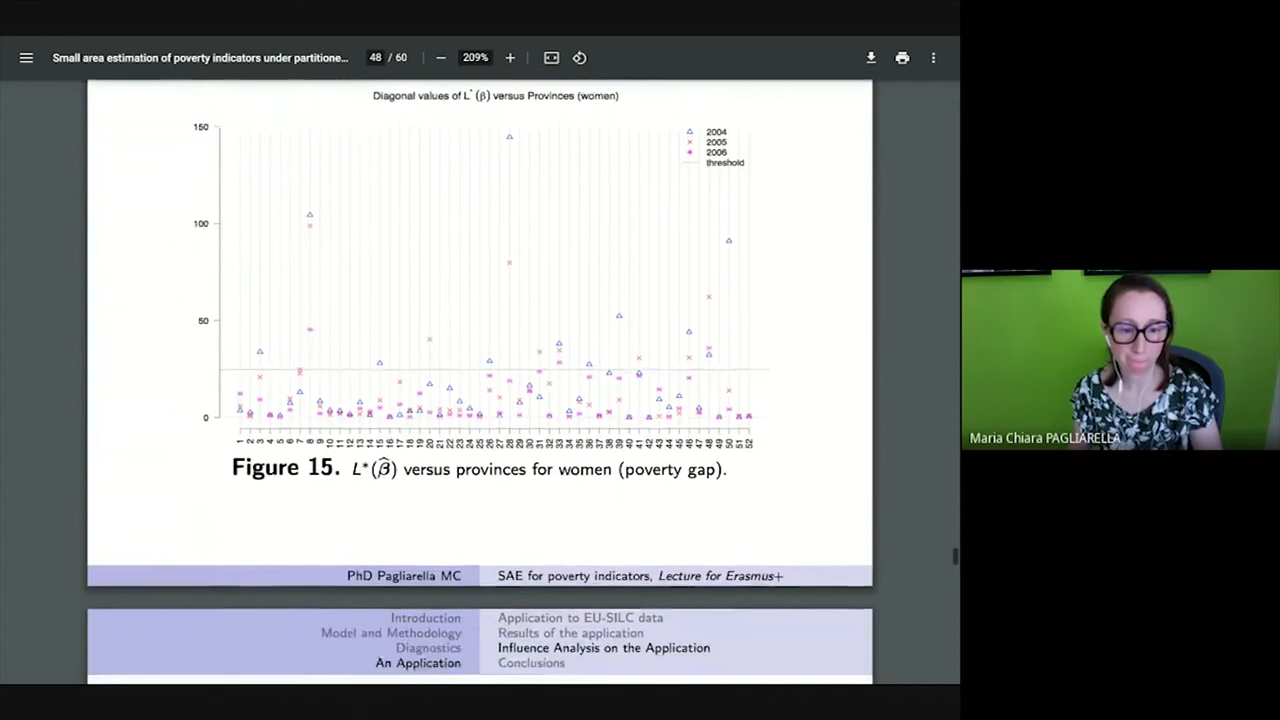 Small area estimation of poverty indicators under partitione... 48 / 60 209%
Diagonal values of L*(β̂) versus Provinces (women)
150
2004
2005
2006
threshold
100
50
0
1 2 3 4 5 6 7 8 9 10 11 12 13 14 15 16 17 18 19 20 21 22 23 24 25 26 27 28 29 30 31 32 33 34 35 36 37 38 39 40 41 42 43 44 45 46 47 48 49 50 51 52
Figure 15. L*(β̂) versus provinces for women (poverty gap).
PhD Pagliarella MC SAE for poverty indicators, Lecture for Erasmus+
Introduction Application to EU-SILC data
Model and Methodology Results of the application
Diagnostics Influence Analysis on the Application
An Application Conclusions
Maria Chiara PAGLIARELLA